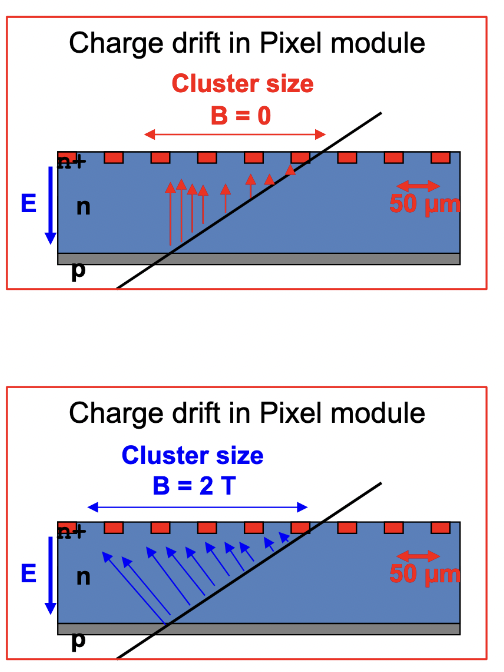 Charge drift in Pixel module
Cluster size
B = 0
n+
E
n
50 µm
p
Charge drift in Pixel module
Cluster size
B = 2 T
n+
E
n
50 µm
p